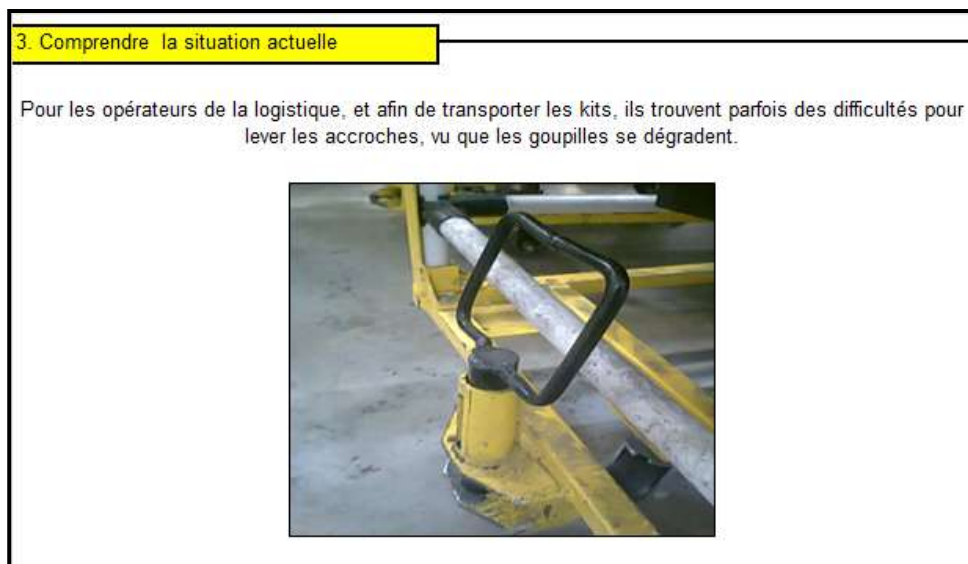 3. Comprendre  la situation actuelle
Pour les opérateurs de la logistique, et afin de transporter les kits, ils trouvent parfois des difficultés pour
lever les accroches, vu que les goupilles se dégradent.